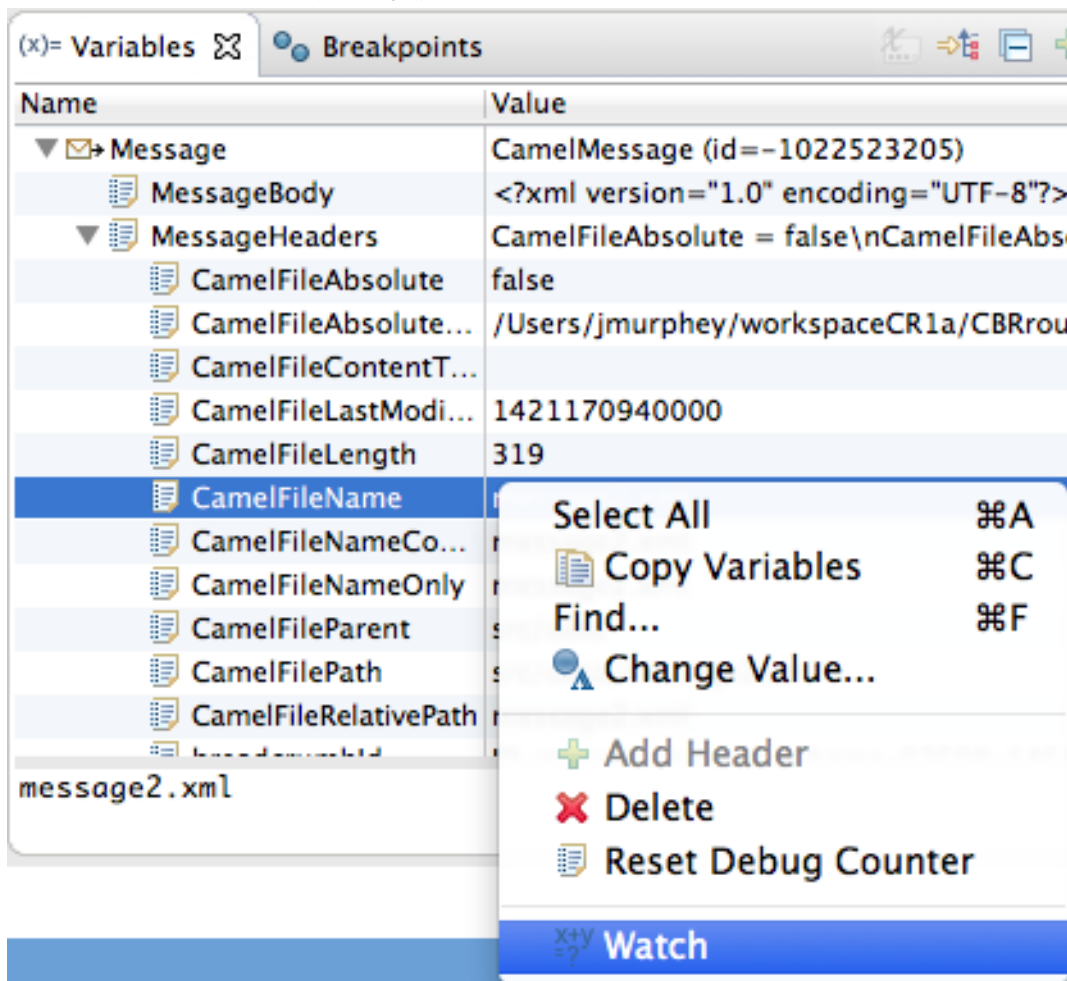 (x)= Variables Breakpoints
Name Value
Message CamelMessage (id=-1022523205)
MessageBody <?xml version="1.0" encoding="UTF-8"?>
MessageHeaders CamelFileAbsolute = false\nCamelFileAbs
CamelFileAbsolute false
CamelFileAbsolute... /Users/jmurphey/workspaceCR1a/CBRrou
CamelFileContentT...
CamelFileLastModi... 1421170940000
CamelFileLength 319
CamelFileName
CamelFileNameCo...
CamelFileNameOnly
CamelFileParent
CamelFilePath
CamelFileRelativePath
message2.xml
Select All ⌘A
Copy Variables ⌘C
Find... ⌘F
Change Value...
Add Header
Delete
Reset Debug Counter
x+y
=?
Watch